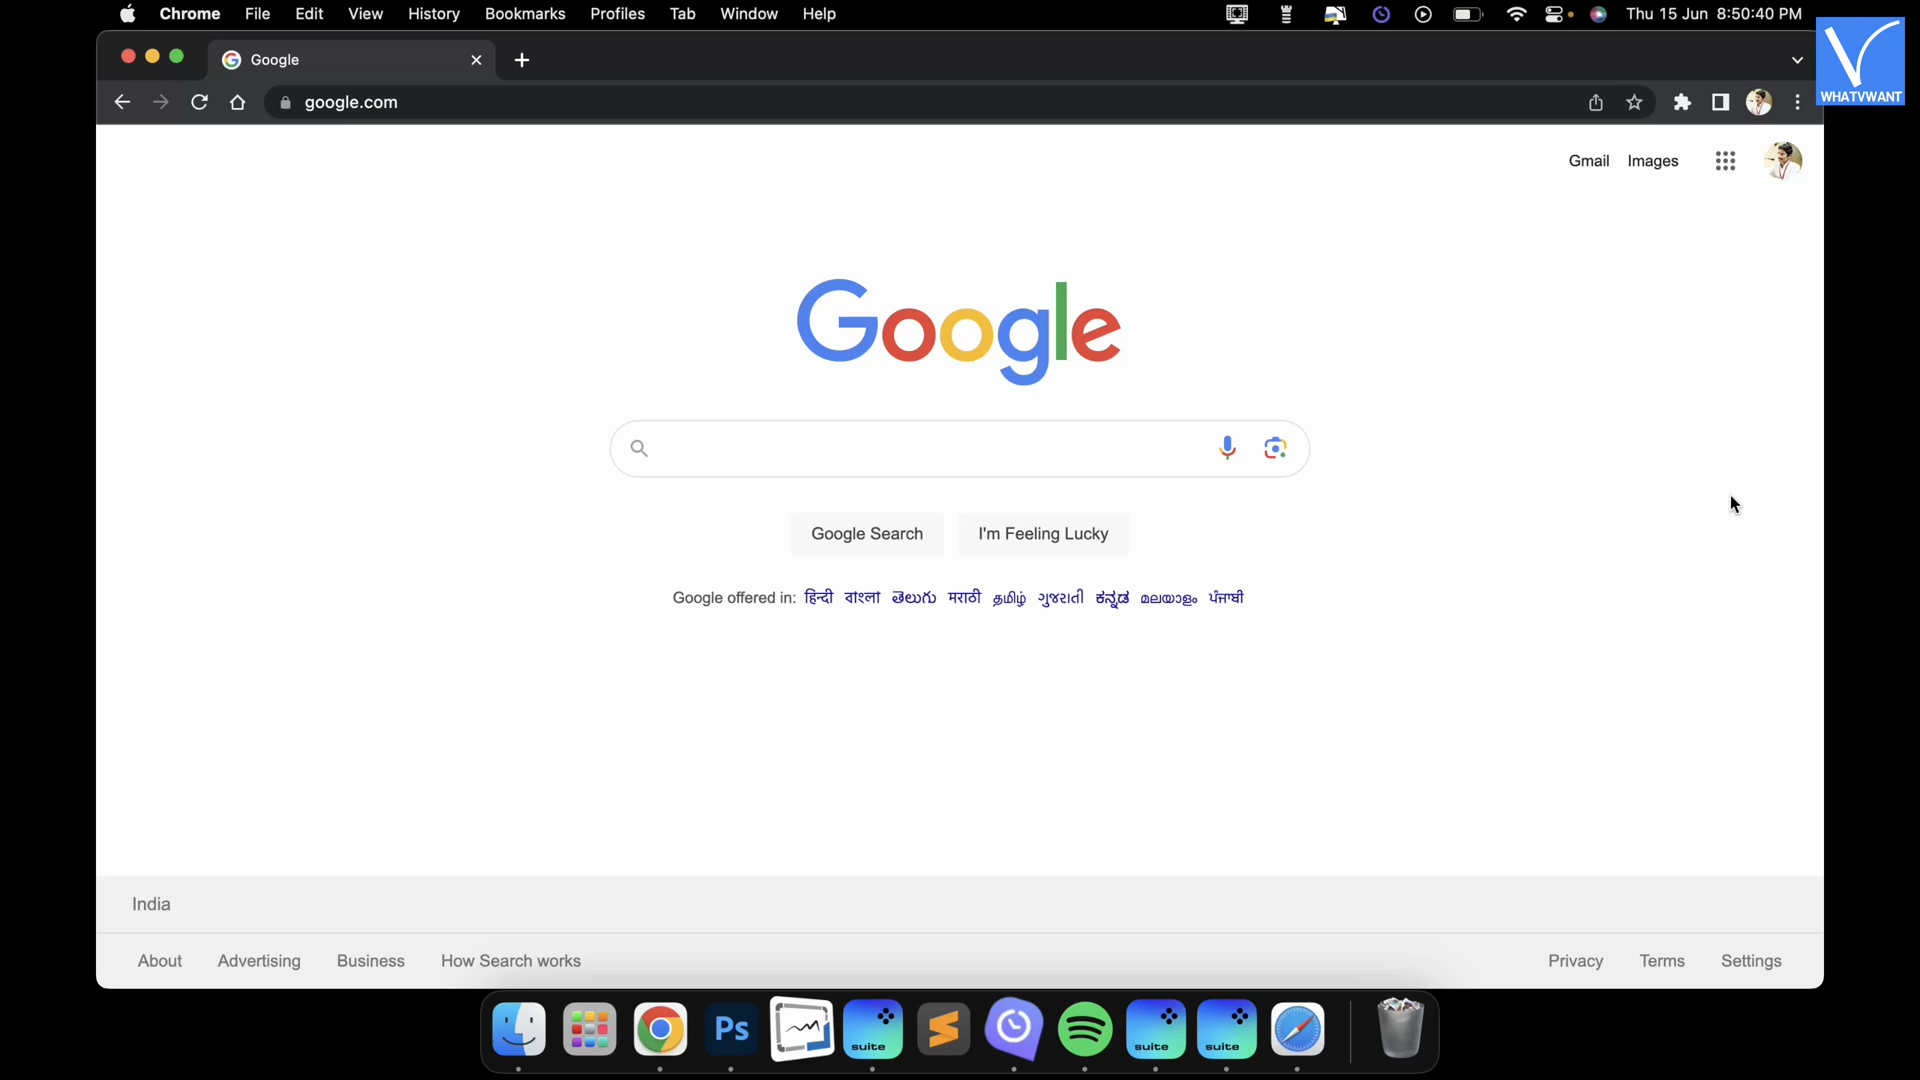 Chrome File Edit View History Bookmarks Profiles Tab Window Help Thu 15 Jun 8:50:40 PM
WHATVWANT
Google
google.com
Gmail Images
Google
Google Search I'm Feeling Lucky
Google offered in: हिन्दी বাংলা తెలుగు मराठी தமிழ் ગુજરાતી ಕನ್ನಡ മലയാളം ਪੰਜਾਬੀ
India
About Advertising Business How Search works Privacy Terms Settings
Ps suite suite suite